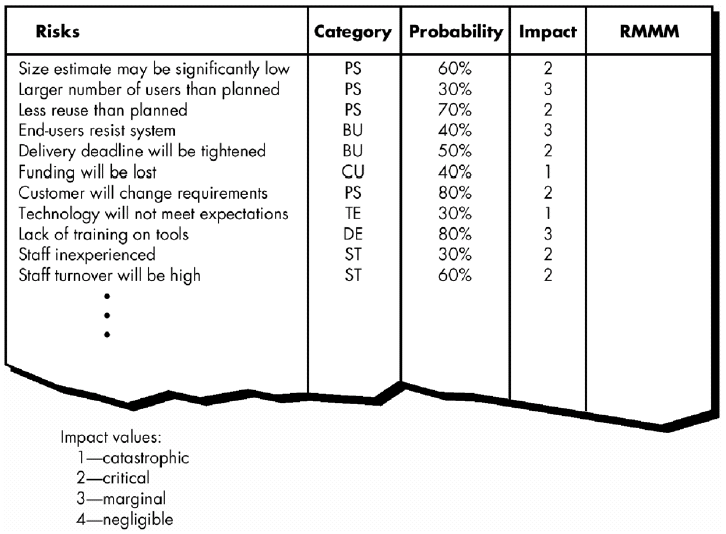 Risks Category Probability Impact RMMM
Size estimate may be significantly low PS 60% 2
Larger number of users than planned PS 30% 3
Less reuse than planned PS 70% 2
End-users resist system BU 40% 3
Delivery deadline will be tightened BU 50% 2
Funding will be lost CU 40% 1
Customer will change requirements PS 80% 2
Technology will not meet expectations TE 30% 1
Lack of training on tools DE 80% 3
Staff inexperienced ST 30% 2
Staff turnover will be high ST 60% 2
Impact values:
1—catastrophic
2—critical
3—marginal
4—negligible